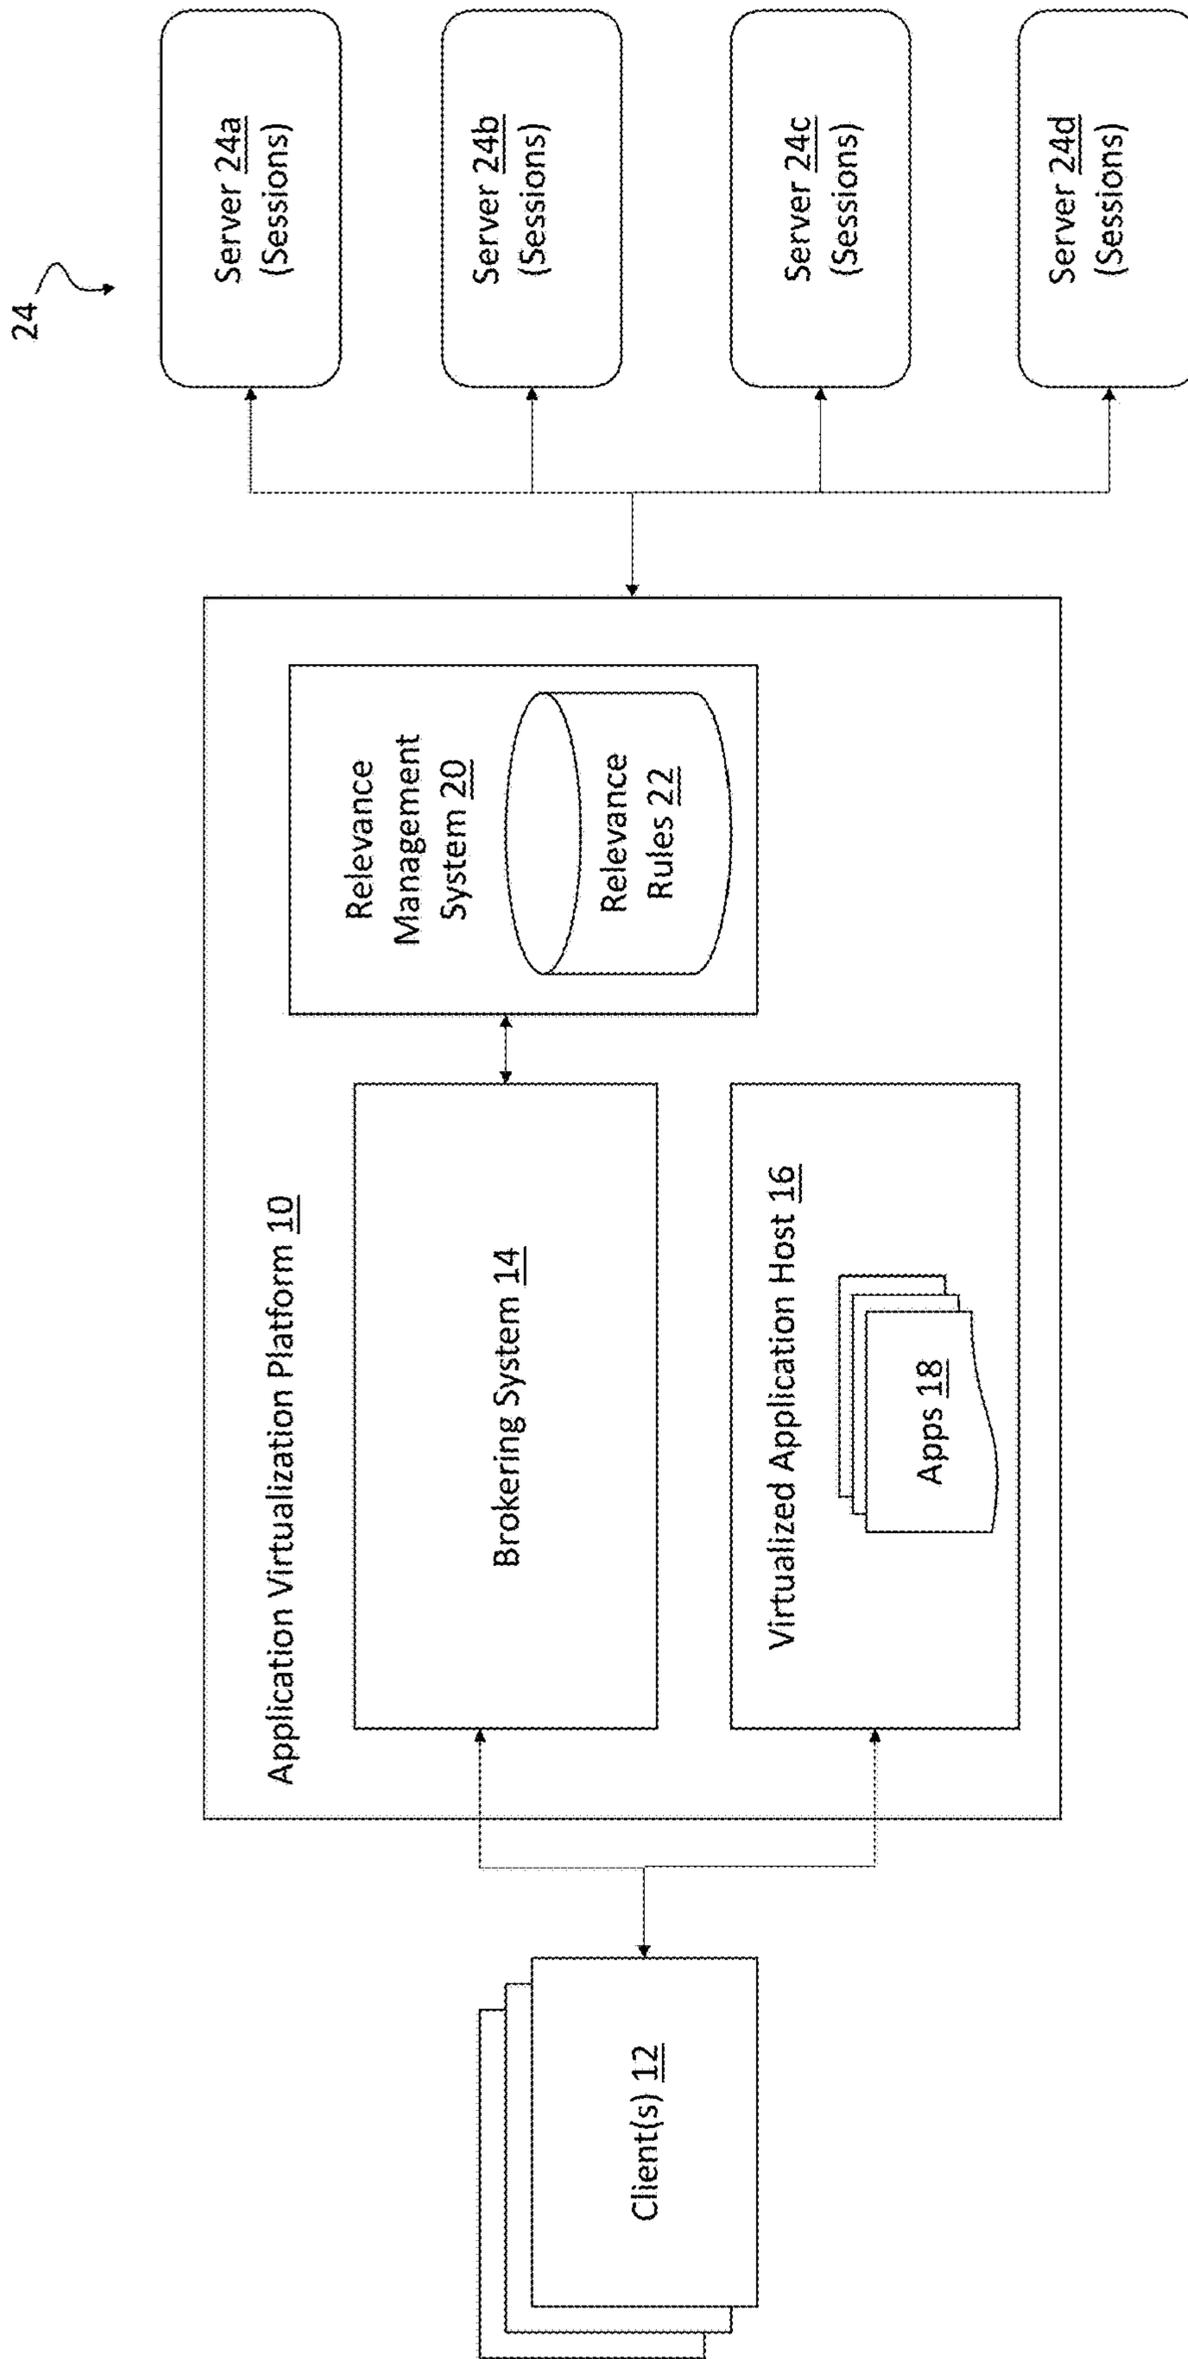 Application Virtualization Platform 10
Client(s) 12
Brokering System 14
Virtualized Application Host 16
Apps 18
Relevance
Management
System 20
Relevance
Rules 22
24
Server 24a
(Sessions)
Server 24b
(Sessions)
Server 24c
(Sessions)
Server 24d
(Sessions)